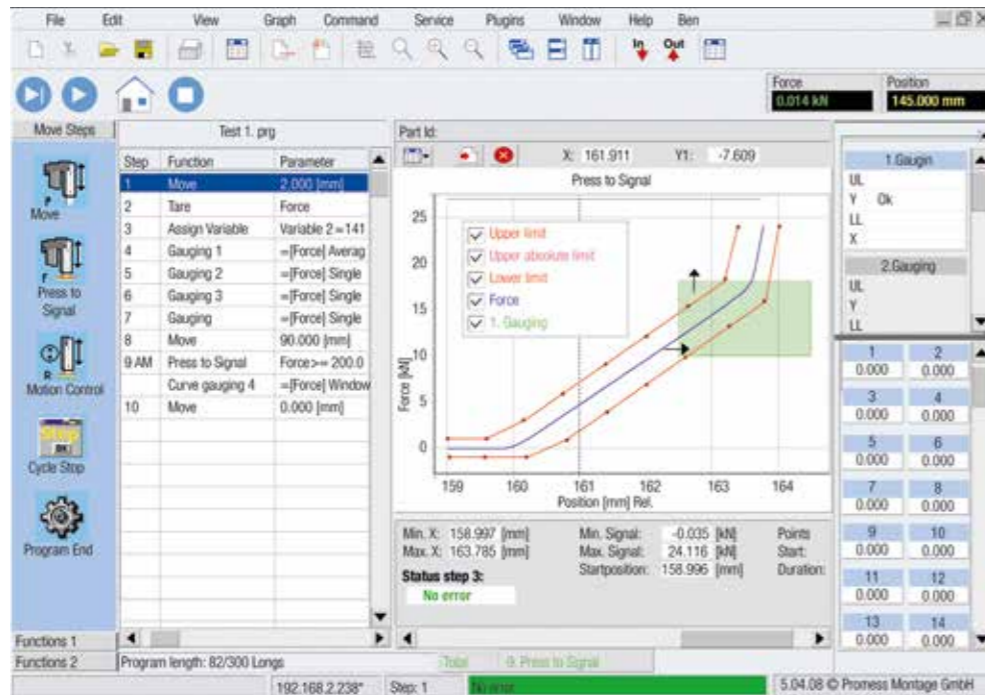 File Edit View Graph Command Service Plugins Window Help Ben
In Out
Force Position
0.014 kN 145.000 mm
Move Steps
Test 1. prg
Part Id:
X: 161.911 Y1: -7.609
Step Function Parameter
1 Move 2.000 [mm]
2 Tare Force
3 Assign Variable Variable 2=141
4 Gauging 1 =[Force] Averag
5 Gauging 2 =[Force] Single
6 Gauging 3 =[Force] Single
7 Gauging =[Force] Single
8 Move 90.000 [mm]
9 AM Press to Signal Force>= 200.0
Curve gauging 4 =[Force] Window
10 Move 0.000 [mm]
P
Move
F
Press to
Signal
R
Motion Control
Stop
OK
Cycle Stop
Program End
Functions 1
Functions 2
Press to Signal
Upper limit
Upper absolute limit
Lower limit
Force
1. Gauging
Force [kN]
25
20
15
10
5
0
159 160 161 162 163 164
Position [mm] Rel.
Min. X: 158.997 [mm] Min. Signal: -0.035 [kN] Points
Max. X: 163.785 [mm] Max. Signal: 24.116 [kN] Start:
Startposition: 158.996 [mm] Duration:
Status step 3:
No error
1.Gaugin
UL
Y Ok
LL
X
2.Gauging
UL
Y
LL
1 2
0.000 0.000
3 4
0.000 0.000
5 6
0.000 0.000
7 8
0.000 0.000
9 10
0.000 0.000
11 12
0.000 0.000
13 14
0.000 0.000
Program length: 82/300 Longs
Total 9. Press to Signal
192.168.2.238* Step: 1 No error 5.04.08 © Promess Montage GmbH